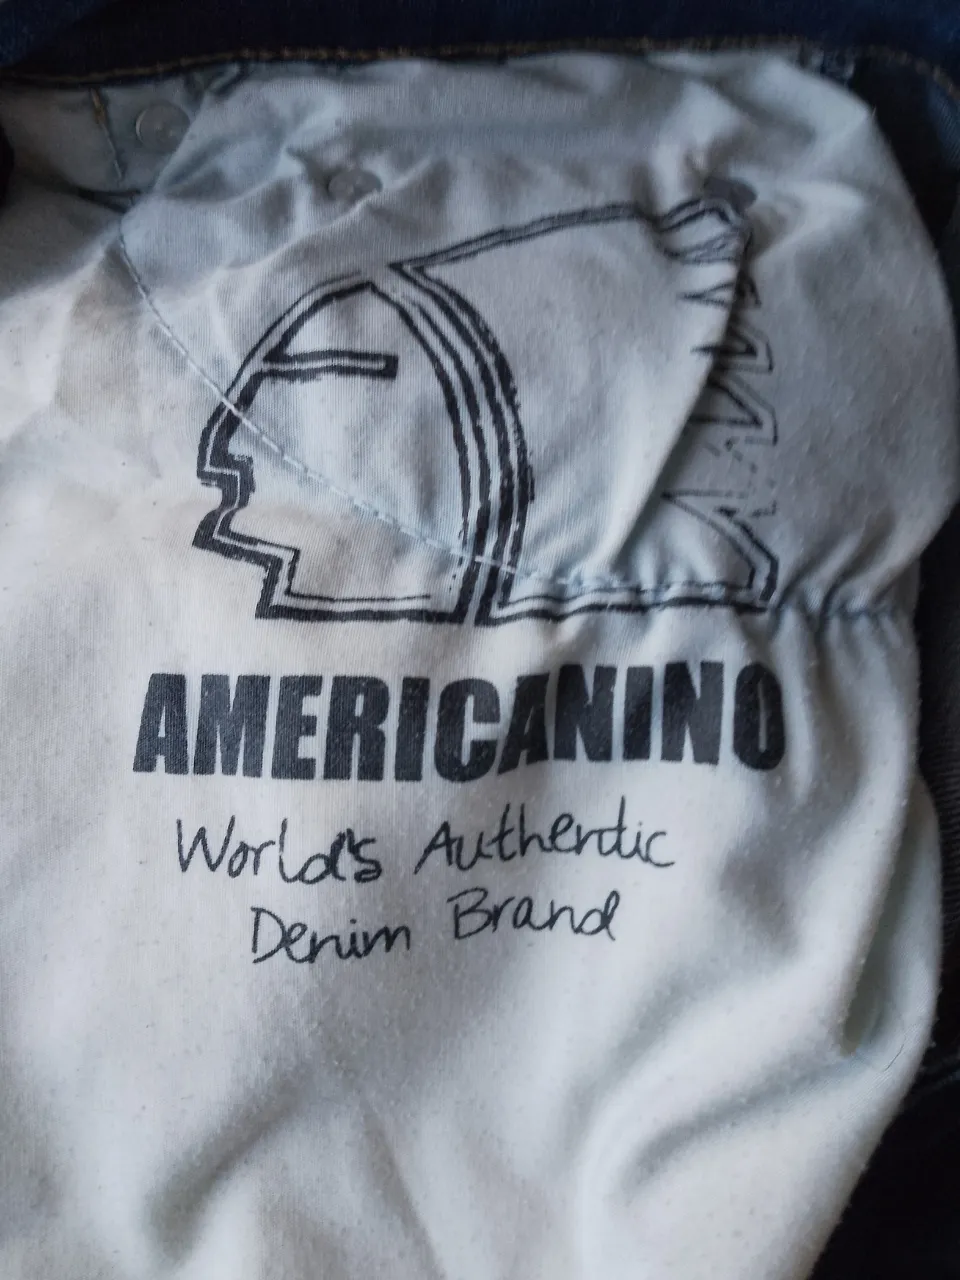 AMERICANINO
World's Authentic
Denim Brand